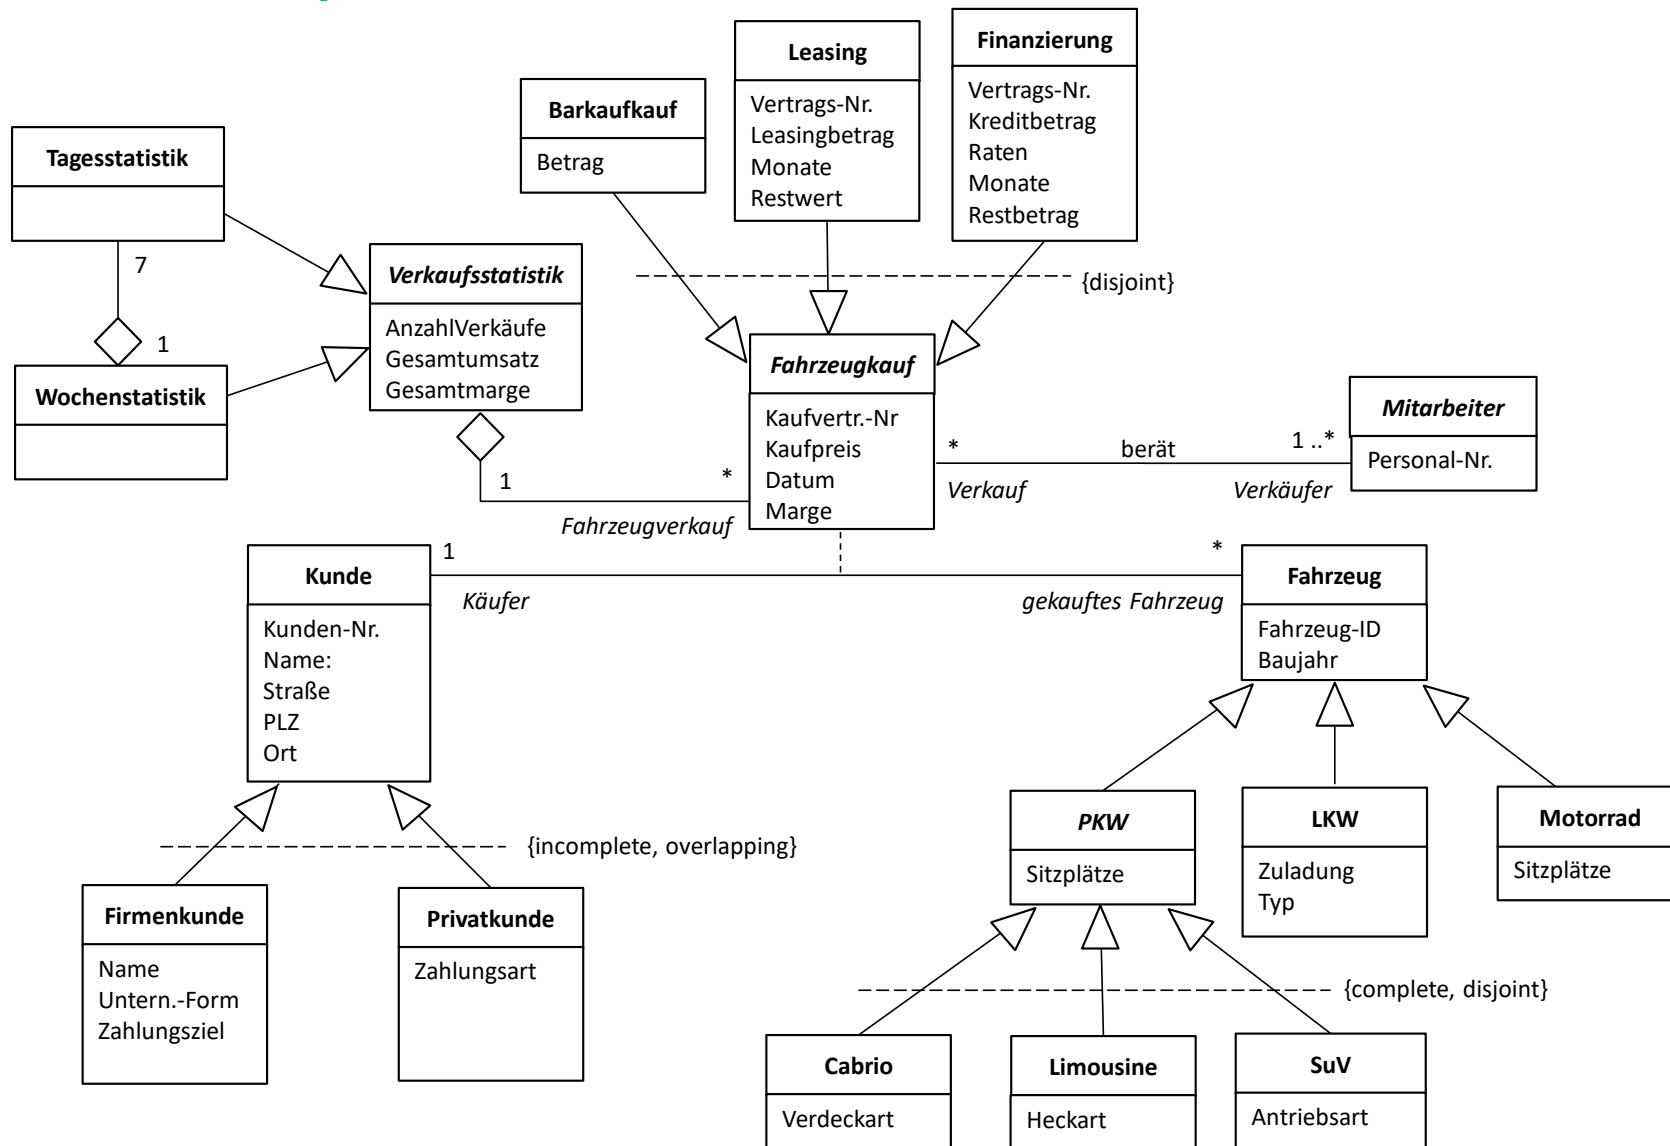 Leasing
Vertrags-Nr.
Leasingbetrag
Monate
Restwert
Finanzierung
Vertrags-Nr.
Kreditbetrag
Raten
Monate
Restbetrag
Barkaufkauf
Betrag
Tagesstatistik
7
1
Wochenstatistik
Verkaufsstatistik
AnzahlVerkäufe
Gesamtumsatz
Gesamtmarge
{disjoint}
Fahrzeugkauf
Kaufvertr.-Nr
Kaufpreis
Datum
Marge
1
*
Fahrzeugverkauf
*
berät
1 ..*
Verkauf
Verkäufer
Mitarbeiter
Personal-Nr.
Kunde
Kunden-Nr.
Name:
Straße
PLZ
Ort
1
*
Käufer
gekauftes Fahrzeug
Fahrzeug
Fahrzeug-ID
Baujahr
{incomplete, overlapping}
Firmenkunde
Name
Untern.-Form
Zahlungsziel
Privatkunde
Zahlungsart
PKW
Sitzplätze
LKW
Zuladung
Typ
Motorrad
Sitzplätze
{complete, disjoint}
Cabrio
Verdeckart
Limousine
Heckart
SuV
Antriebsart